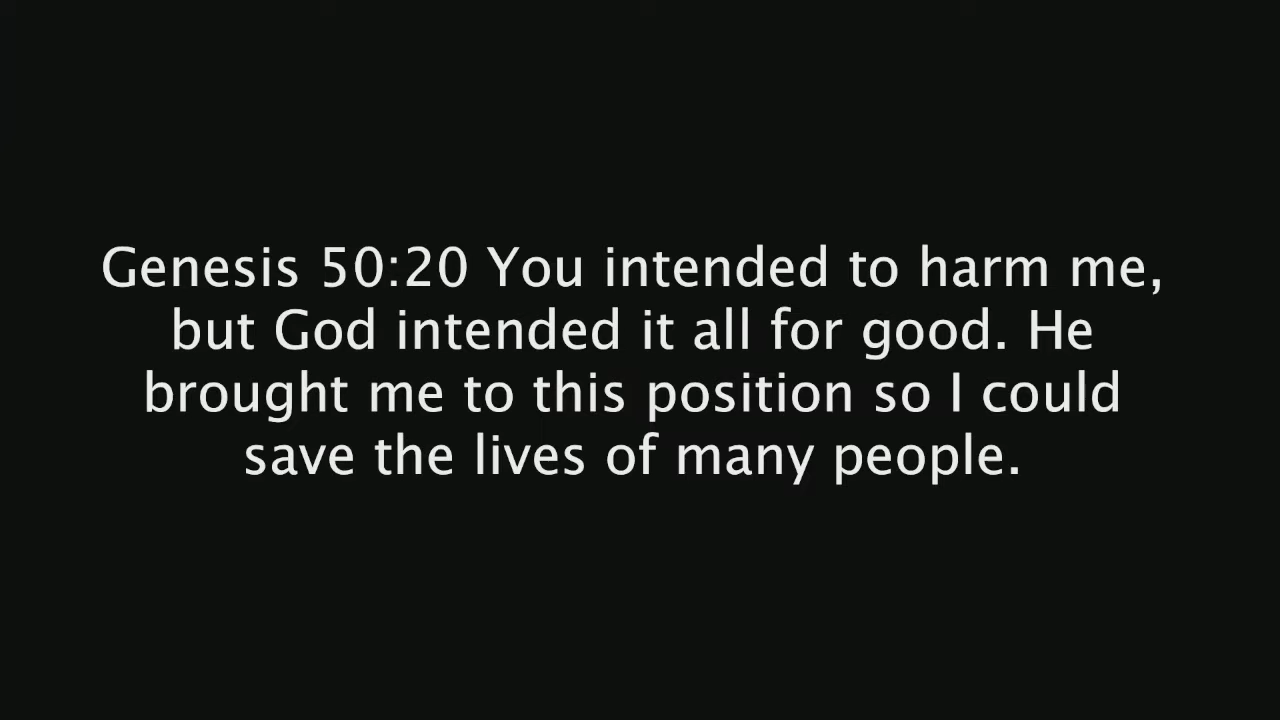 Genesis 50:20 You intended to harm me,
but God intended it all for good. He
brought me to this position so I could
save the lives of many people.